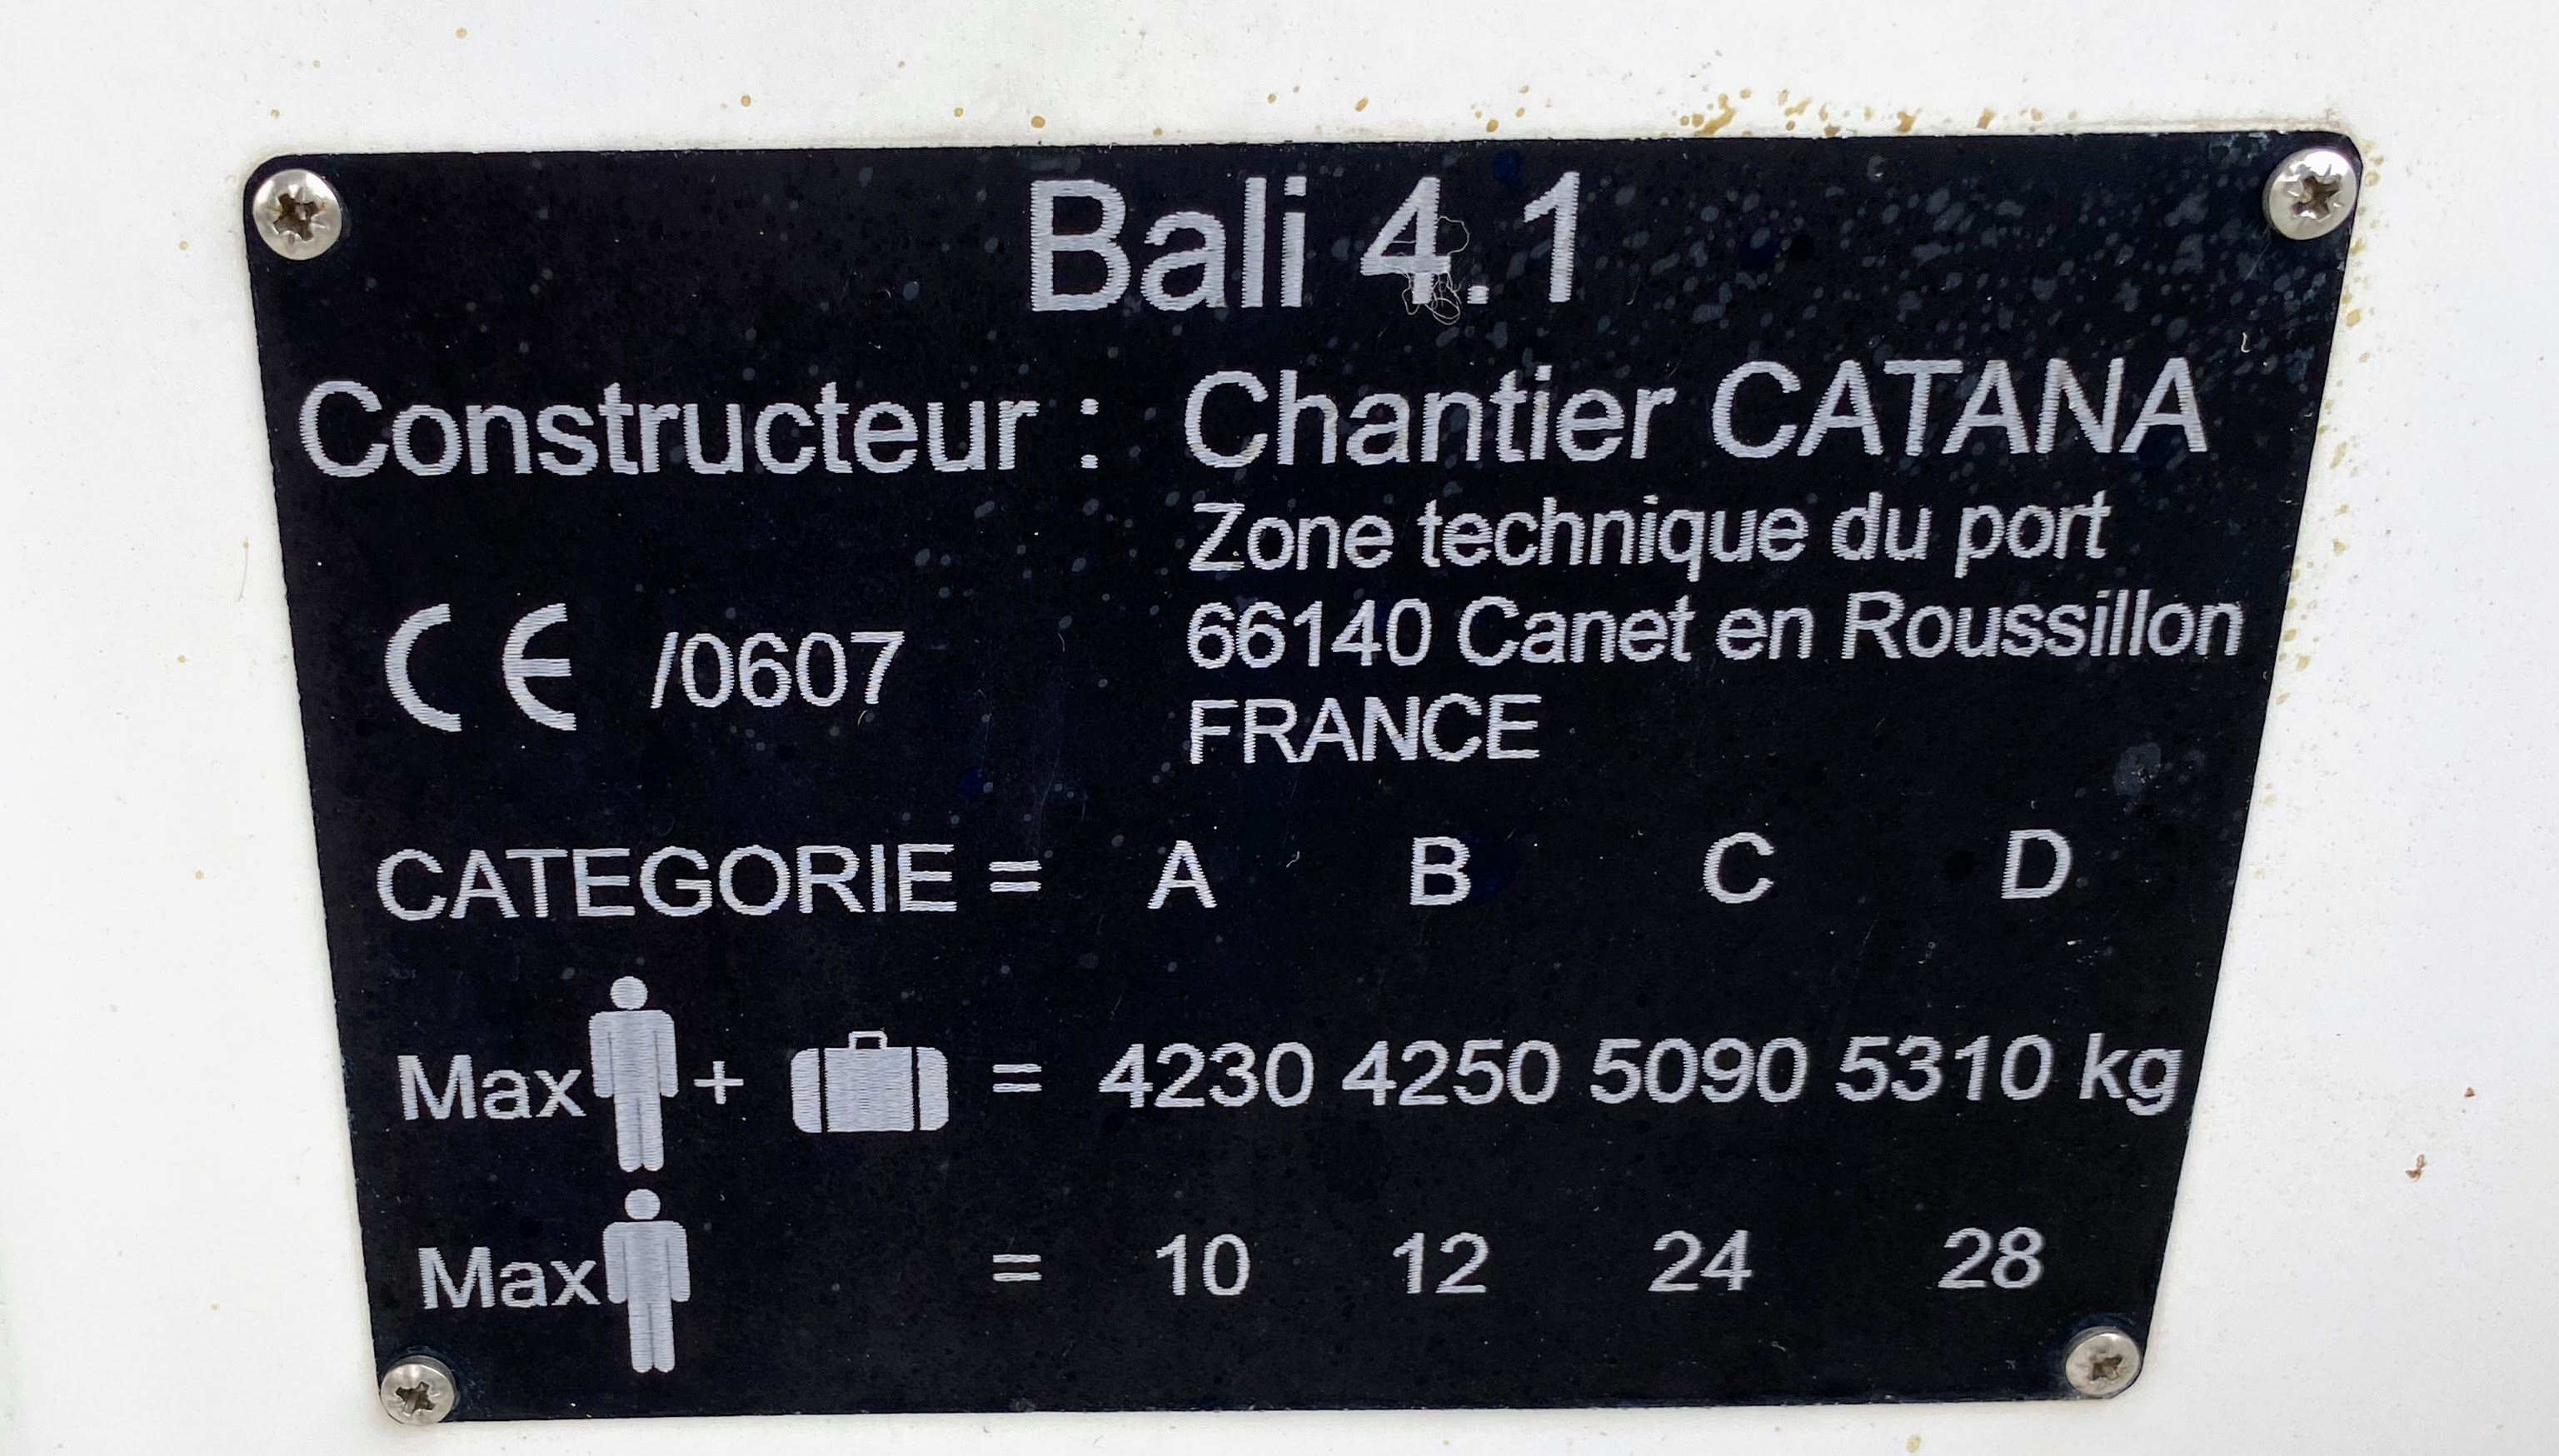 Bali 4.1
Constructeur : Chantier CATANA
Zone technique du port
CE /0607 66140 Canet en Roussillon
FRANCE
CATEGORIE = A B C D
Max + = 4230 4250 5090 5310 kg
Max = 10 12 24 28